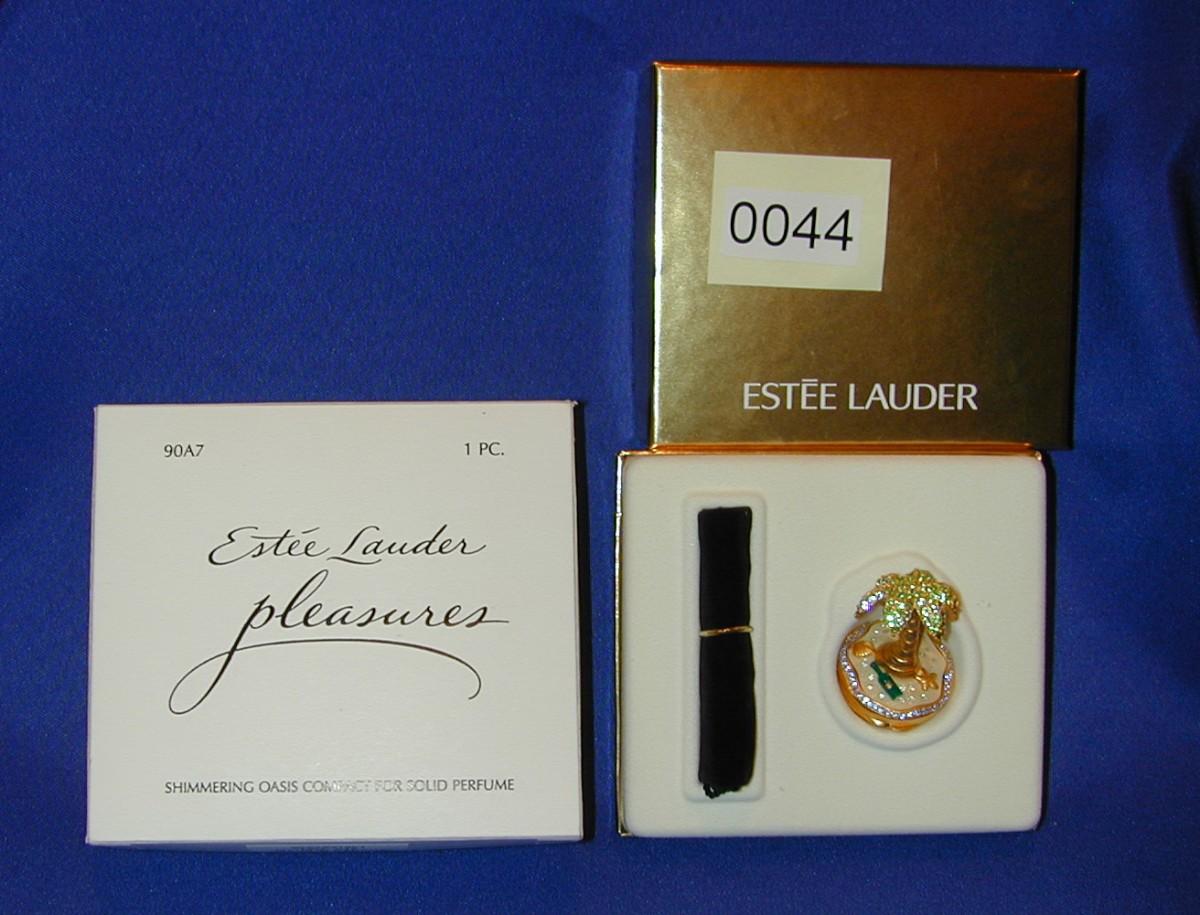 0044
ESTĒE LAUDER
90A7 1 PC.
Estée Lauder
pleasures
SHIMMERING OASIS COMPACT FOR SOLID PERFUME